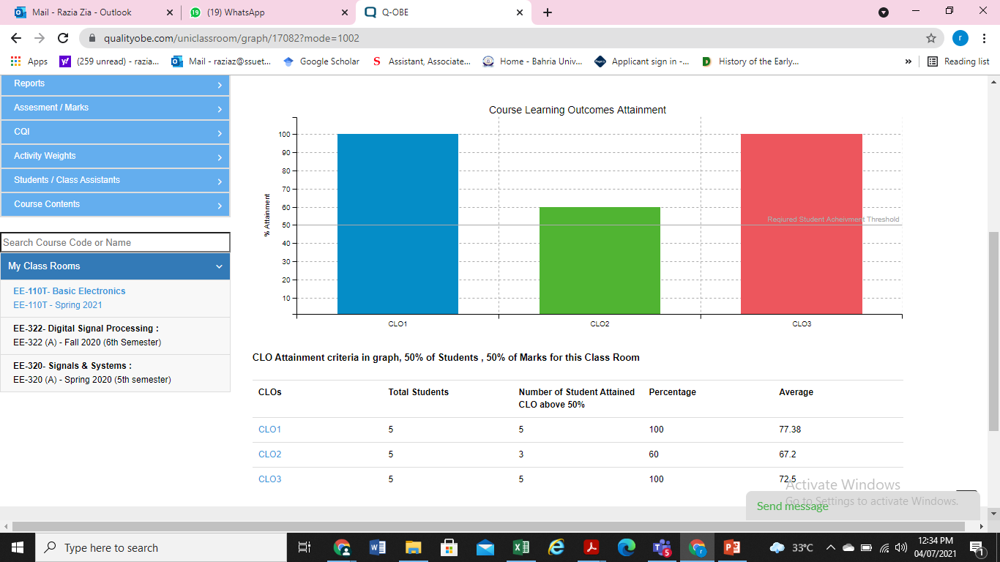 Mail - Razia Zia - Outlook
(19) WhatsApp
Q-OBE
qualityobe.com/uniclassroom/graph/17082?mode=1002
r
Apps
(259 unread) - razia...
Mail - raziaz@ssuet...
Google Scholar
S Assistant, Associate...
Home - Bahria Univ...
Applicant sign in -...
D History of the Early...
»
Reading list
Reports
Assesment / Marks
CQI
Activity Weights
Students / Class Assistants
Course Contents
Search Course Code or Name
My Class Rooms
EE-110T- Basic Electronics
EE-110T - Spring 2021
EE-322- Digital Signal Processing :
EE-322 (A) - Fall 2020 (6th Semester)
EE-320- Signals & Systems :
EE-320 (A) - Spring 2020 (5th semester)
Course Learning Outcomes Attainment
% Attainment
100
90
80
70
60
50
40
30
20
10
Reqiured Student Acheivment Threshold
CLO1 CLO2 CLO3
CLO Attainment criteria in graph, 50% of Students , 50% of Marks for this Class Room
CLOs Total Students Number of Student Attained CLO above 50% Percentage Average
CLO1 5 5 100 77.38
CLO2 5 3 60 67.2
CLO3 5 5 100 72.5
Activate Windows
Go to Settings to activate Windows.
Send message
Type here to search
33°C
12:34 PM
04/07/2021